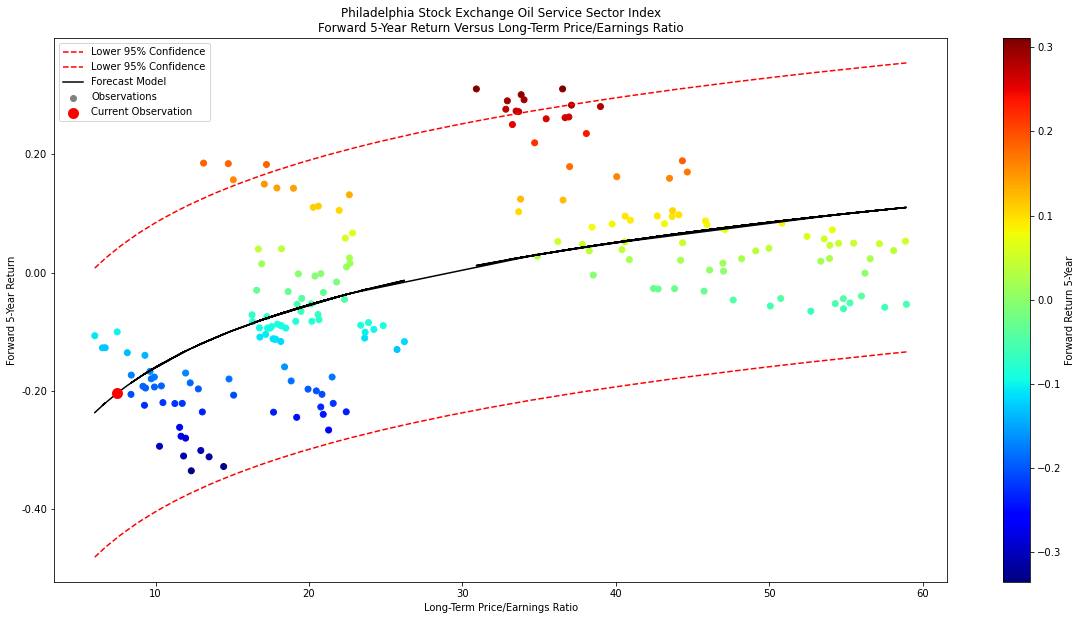 Philadelphia Stock Exchange Oil Service Sector Index
Forward 5-Year Return Versus Long-Term Price/Earnings Ratio
Lower 95% Confidence
Lower 95% Confidence
Forecast Model
Observations
Current Observation
0.20
0.00
-0.20
-0.40
Forward 5-Year Return
10
20
30
40
50
60
Long-Term Price/Earnings Ratio
0.3
0.2
0.1
0.0
−0.1
−0.2
−0.3
Forward Return 5-Year